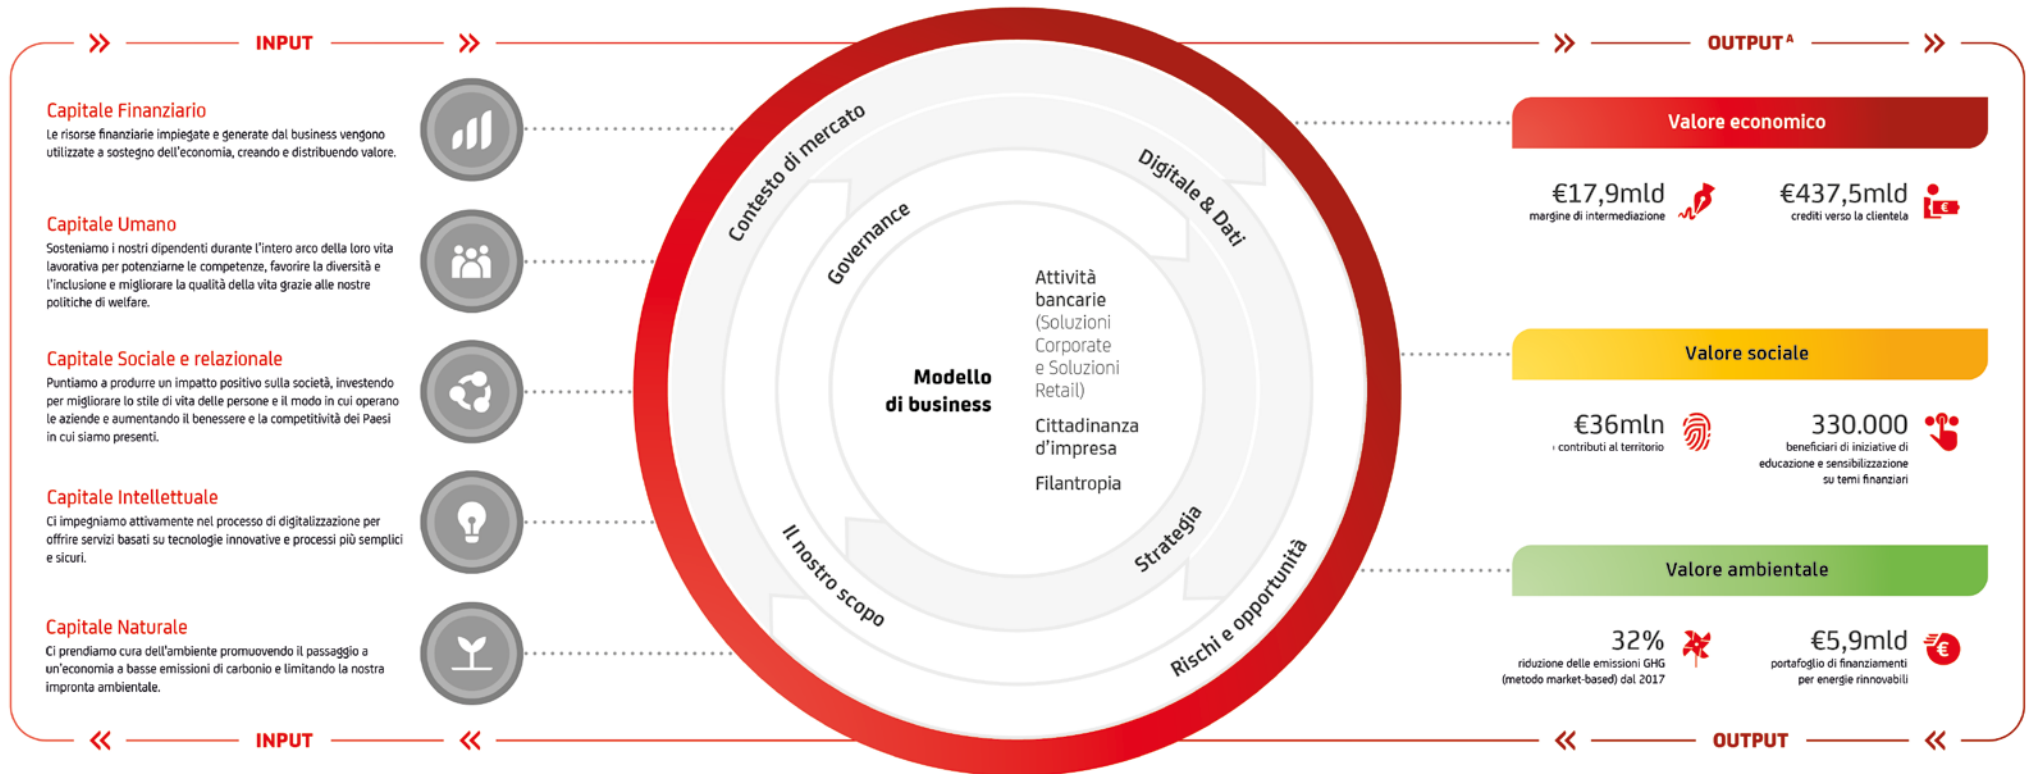 INPUT
OUTPUT A
Capitale Finanziario
Le risorse finanziarie impiegate e generate dal business vengono
utilizzate a sostegno dell'economia, creando e distribuendo valore.
Capitale Umano
Sosteniamo i nostri dipendenti durante l'intero arco della loro vita
lavorativa per potenziarne le competenze, favorire la diversità e
l'inclusione e migliorare la qualità della vita grazie alle nostre
politiche di welfare.
Capitale Sociale e relazionale
Puntiamo a produrre un impatto positivo sulla società, investendo
per migliorare lo stile di vita delle persone e il modo in cui operano
le aziende e aumentando il benessere e la competitività dei Paesi
in cui siamo presenti.
Capitale Intellettuale
Ci impegniamo attivamente nel processo di digitalizzazione per
offrire servizi basati su tecnologie innovative e processi più semplici
e sicuri.
Capitale Naturale
Ci prendiamo cura dell'ambiente promuovendo il passaggio a
un'economia a basse emissioni di carbonio e limitando la nostra
impronta ambientale.
INPUT
Contesto di mercato
Digitale & Dati
Governance
Modello
di business
Attività
bancarie
(Soluzioni
Corporate
e Soluzioni
Retail)
Cittadinanza
d'impresa
Filantropia
Il nostro scopo
Strategia
Rischi e opportunità
Valore economico
€17,9mld
margine di intermediazione
€437,5mld
crediti verso la clientela
€
Valore sociale
€36mln
contributi al territorio
330.000
beneficiari di iniziative di
educazione e sensibilizzazione
su temi finanziari
Valore ambientale
32%
riduzione delle emissioni GHG
(metodo market-based) dal 2017
€5,9mld
portafoglio di finanziamenti
per energie rinnovabili
€
OUTPUT